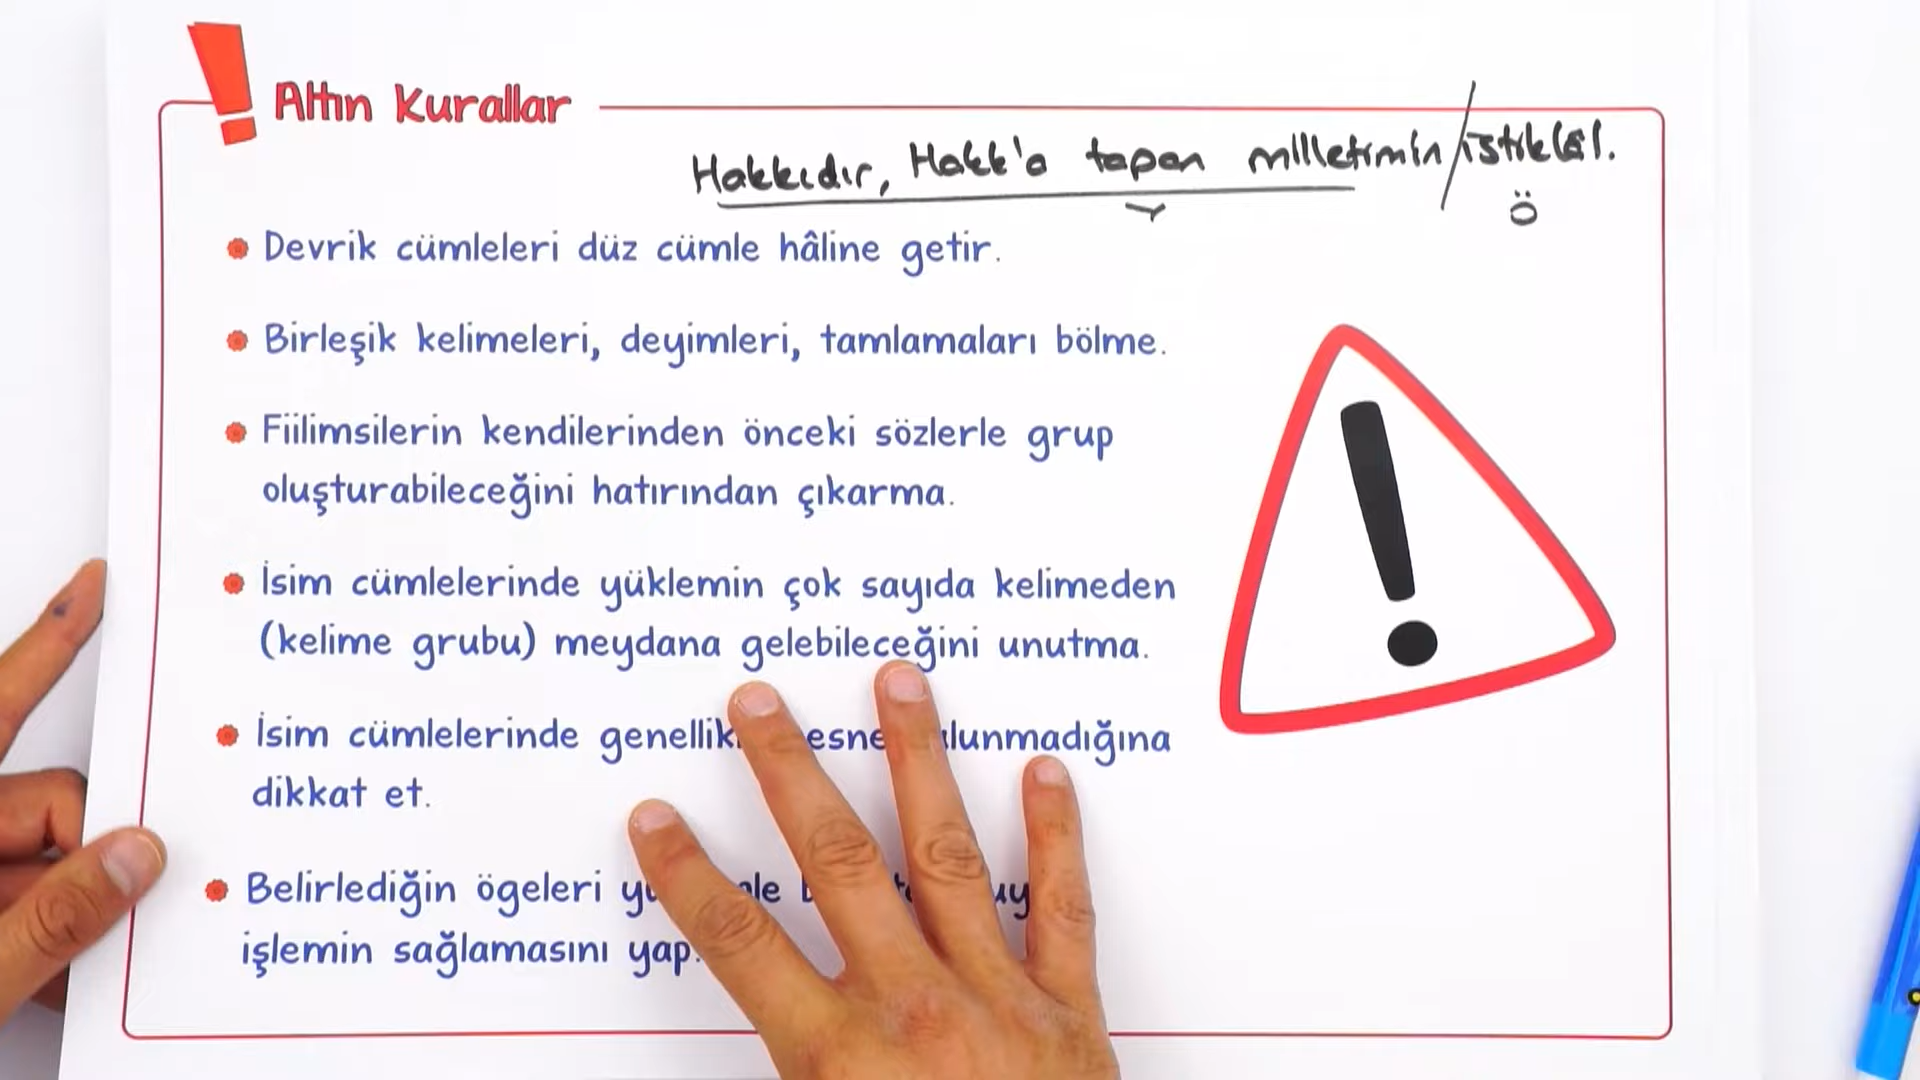 Altın Kurallar
Hakkıdır, Hakk'a tapan milletimin/istiklâl.
Y
Ö
Devrik cümleleri düz cümle hâline getir.
Birleşik kelimeleri, deyimleri, tamlamaları bölme.
Fiilimsilerin kendilerinden önceki sözlerle grup
oluşturabileceğini hatırından çıkarma.
İsim cümlelerinde yüklemin çok sayıda kelimeden
(kelime grubu) meydana gelebileceğini unutma.
İsim cümlelerinde
dikkat et.
Belirlediğin ögeleri
işlemin sağlamasını yap.